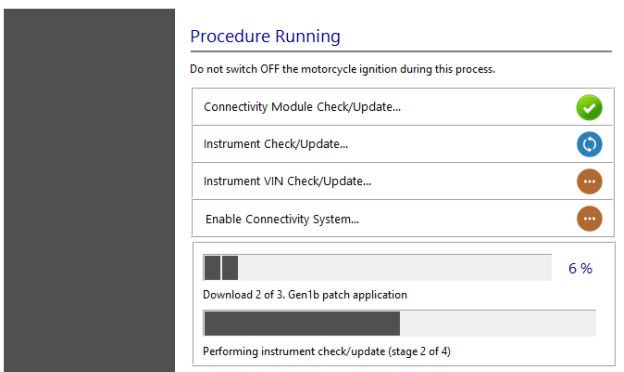 Procedure Running
Do not switch OFF the motorcycle ignition during this process.
Connectivity Module Check/Update...
Instrument Check/Update...
Instrument VIN Check/Update...
Enable Connectivity System...
6 %
Download 2 of 3. Gen1b patch application
Performing instrument check/update (stage 2 of 4)